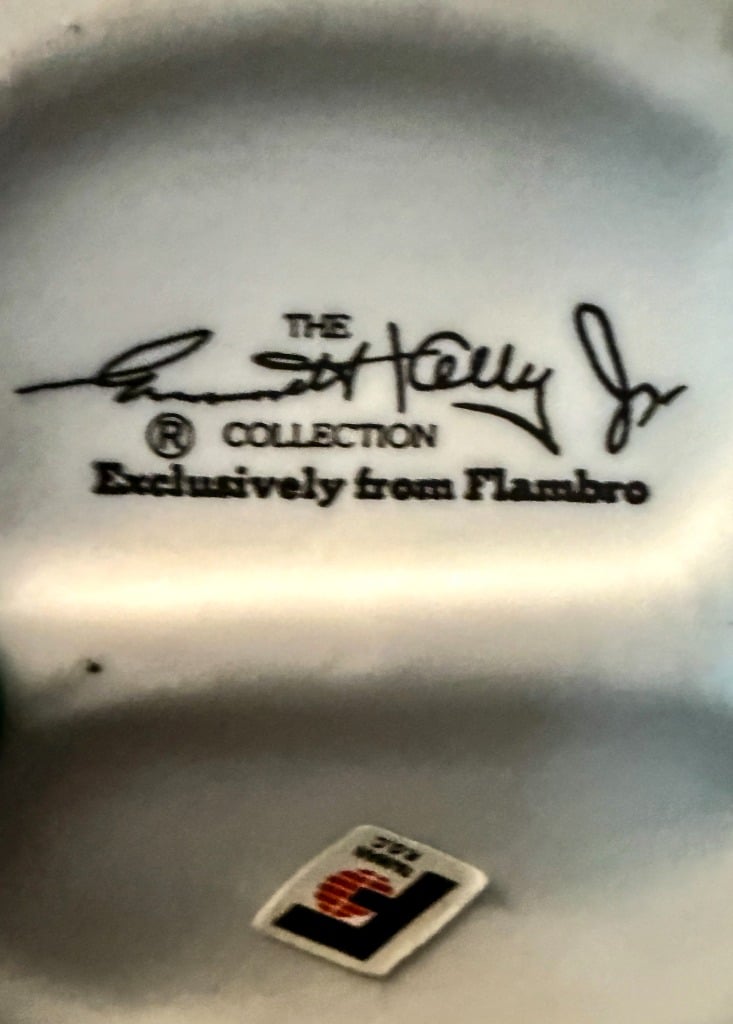 THE
Emmett Kelly Jr
® COLLECTION
Exclusively from Flambro